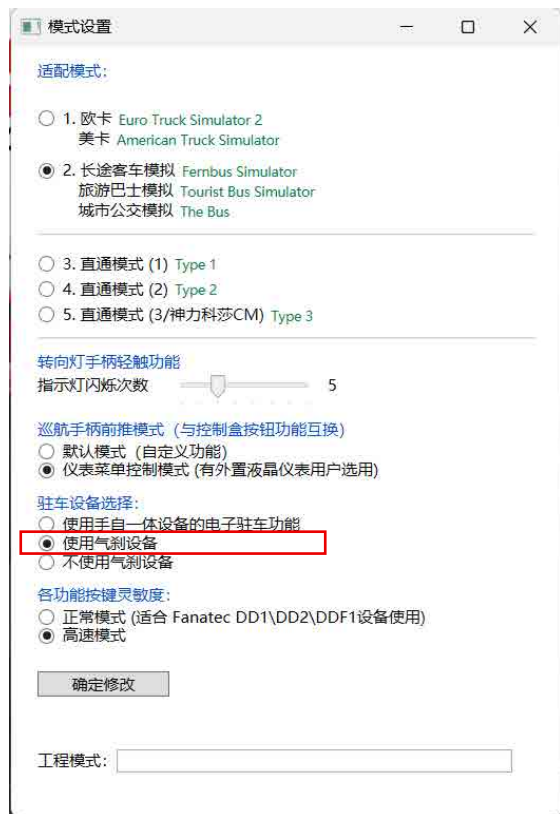 模式设置
适配模式:
1. 欧卡 Euro Truck Simulator 2
美卡 American Truck Simulator
2. 长途客车模拟 Fernbus Simulator
旅游巴士模拟 Tourist Bus Simulator
城市公交模拟 The Bus
3. 直通模式 (1) Type 1
4. 直通模式 (2) Type 2
5. 直通模式 (3/神力科莎CM) Type 3
转向灯手柄轻触功能
指示灯闪烁次数 5
巡航手柄前推模式 (与控制盒按钮功能互换)
默认模式 (自定义功能)
仪表菜单控制模式 (有外置液晶仪表用户选用)
驻车设备选择:
使用手自一体设备的电子驻车功能
使用气刹设备
不使用气刹设备
各功能按键灵敏度:
正常模式 (适合 Fanatec DD1\DD2\DDF1设备使用)
高速模式
确定修改
工程模式: